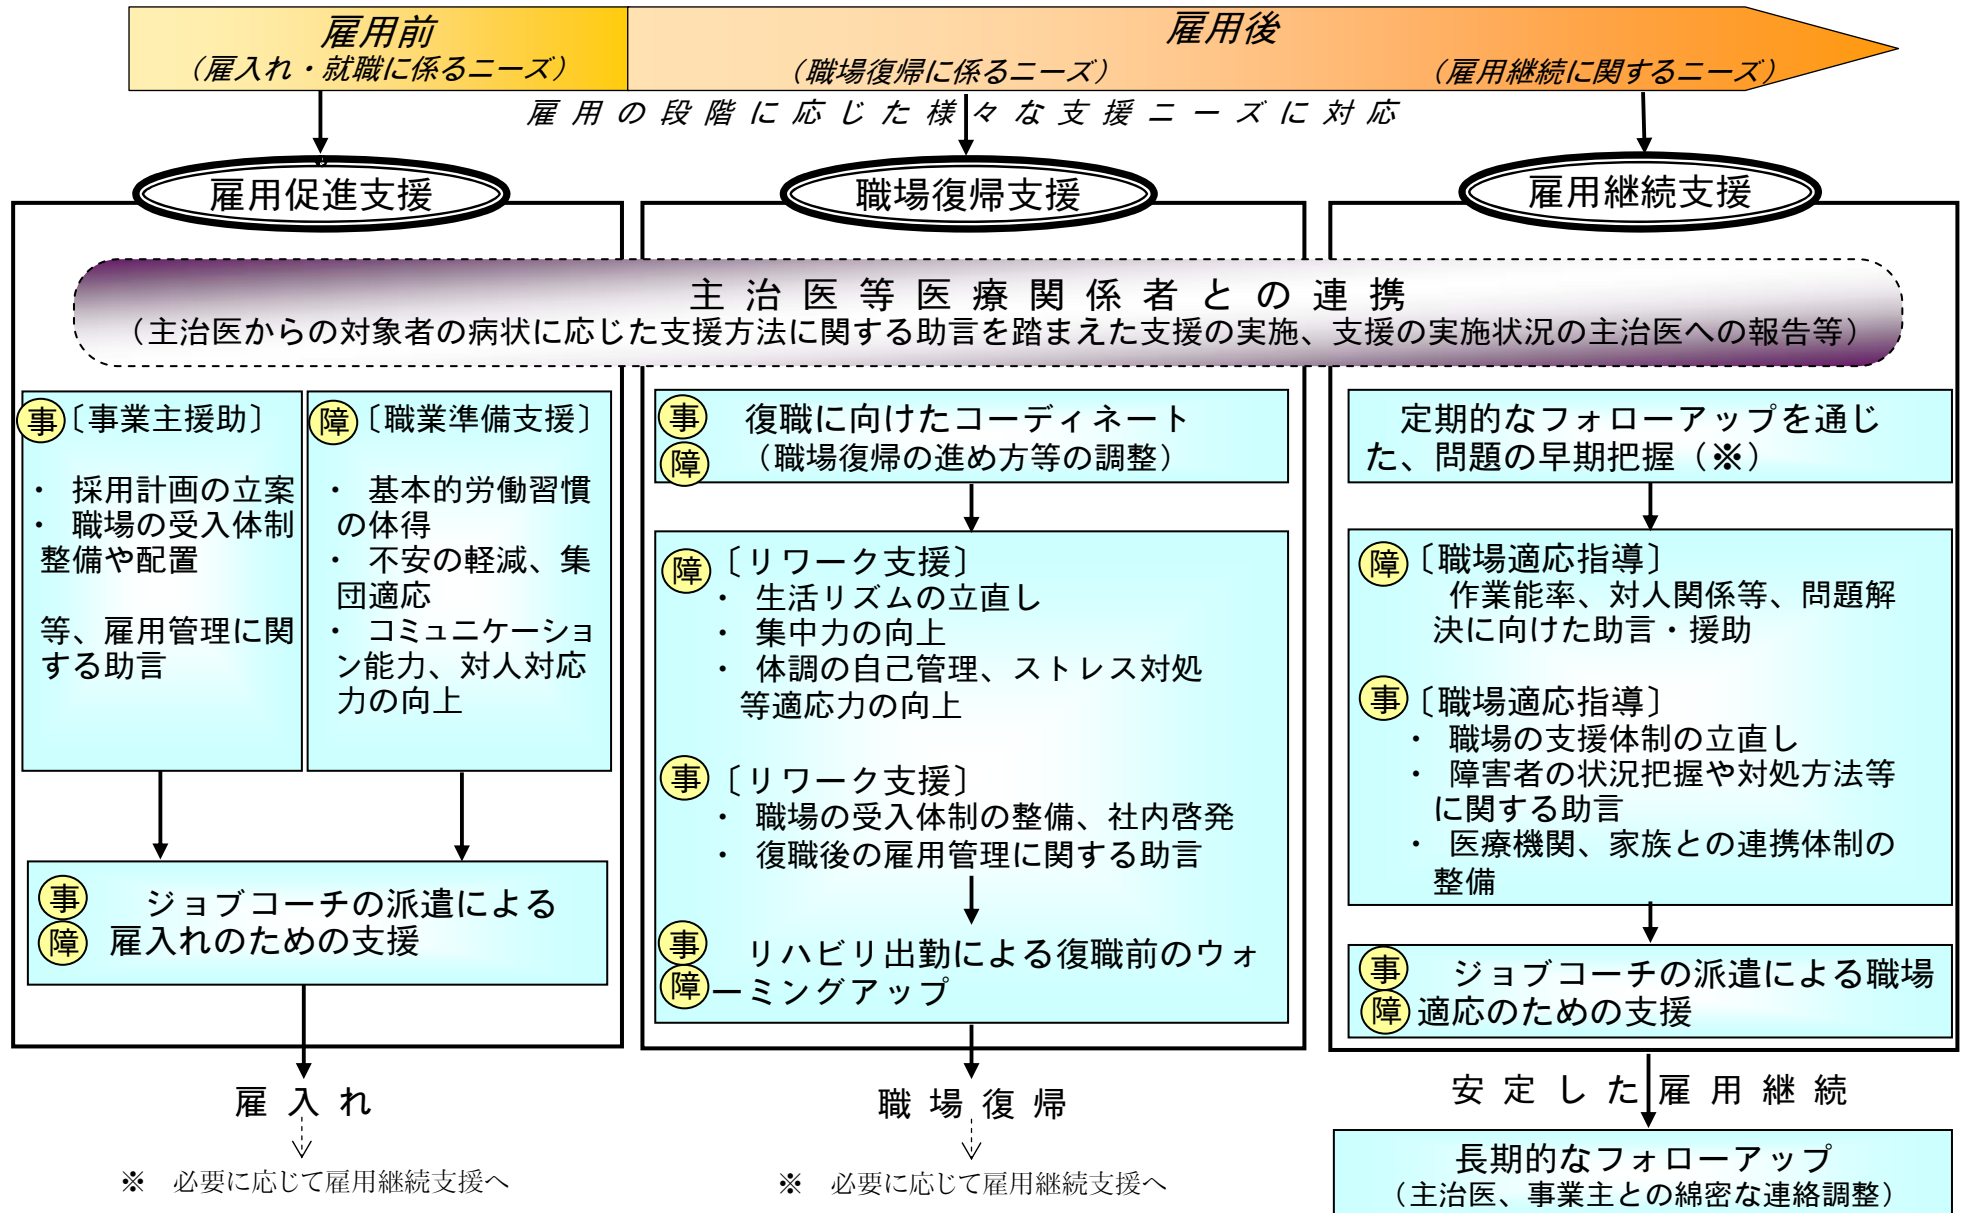 雇用前
（雇入れ・就職に係るニーズ）
雇用後
（職場復帰に係るニーズ）
（雇用継続に関するニーズ）
雇用の段階に応じた様々な支援ニーズに対応
雇用促進支援
職場復帰支援
雇用継続支援
主治医等医療関係者との連携
（主治医からの対象者の病状に応じた支援方法に関する助言を踏まえた支援の実施、支援の実施状況の主治医への報告等）
事〔事業主援助〕
・ 採用計画の立案
・ 職場の受入体制
整備や配置
等、雇用管理に関
する助言
障〔職業準備支援〕
・ 基本的労働習慣
の体得
・ 不安の軽減、集
団適応
・ コミュニケーショ
ン能力、対人対応
力の向上
事
障
ジョブコーチの派遣による
雇入れのための支援
雇入れ
※ 必要に応じて雇用継続支援へ
事
障
復職に向けたコーディネート
（職場復帰の進め方等の調整）
障〔リワーク支援〕
・ 生活リズムの立直し
・ 集中力の向上
・ 体調の自己管理、ストレス対処
等適応力の向上
事〔リワーク支援〕
・ 職場の受入体制の整備、社内啓発
・ 復職後の雇用管理に関する助言
事
障
リハビリ出勤による復職前のウォ
ーミングアップ
職場復帰
※ 必要に応じて雇用継続支援へ
定期的なフォローアップを通じ
た、問題の早期把握（※）
障〔職場適応指導〕
作業能率、対人関係等、問題解
決に向けた助言・援助
事〔職場適応指導〕
・ 職場の支援体制の立直し
・ 障害者の状況把握や対処方法等
に関する助言
・ 医療機関、家族との連携体制の
整備
事
障
ジョブコーチの派遣による職場
適応のための支援
安定した雇用継続
長期的なフォローアップ
（主治医、事業主との綿密な連絡調整）